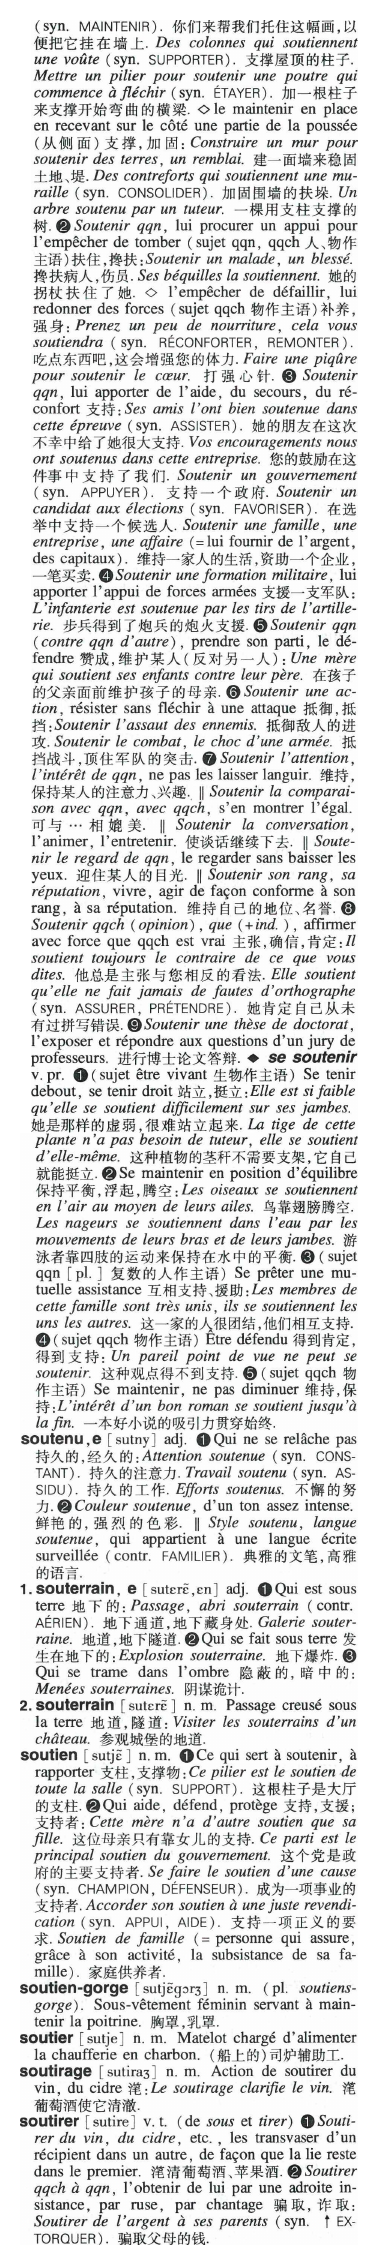 (syn. MAINTENIR). 你们来帮我们托住这幅画,以
便把它挂在墙上. Des colonnes qui soutiennent
une voûte (syn. SUPPORTER). 支撑屋顶的柱子.
Mettre un pilier pour soutenir une poutre qui
commence à fléchir (syn. ÉTAYER). 加一根柱子
来支撑开始弯曲的横梁. ◇ le maintenir en place
en recevant sur le côté une partie de la poussée
(从侧面)支撑,加固: Construire un mur pour
soutenir des terres, un remblai. 建一面墙来稳固
土地、堤. Des contreforts qui soutiennent une mu-
raille (syn. CONSOLIDER). 加固围墙的扶垛. Un
arbre soutenu par un tuteur. 一棵用支柱支撑的
树. ❷ Soutenir qqn, lui procurer un appui pour
l'empêcher de tomber (sujet qqn, qqch 人、物作
主语)扶住,搀扶: Soutenir un malade, un blessé.
搀扶病人,伤员. Ses béquilles la soutiennent. 她的
拐杖扶住了她. ◇ l'empêcher de défaillir, lui
redonner des forces (sujet qqch 物作主语)补养,
强身: Prenez un peu de nourriture, cela vous
soutiendra (syn. RÉCONFORTER, REMONTER).
吃点东西吧,这会增强您的体力. Faire une piqûre
pour soutenir le cœur. 打强心针. ❸ Soutenir
qqn, lui apporter de l'aide, du secours, du ré-
confort 支持: Ses amis l'ont bien soutenue dans
cette épreuve (syn. ASSISTER). 她的朋友在这次
不幸中给了她很大支持. Vos encouragements nous
ont soutenus dans cette entreprise. 您的鼓励在这
件事中支持了我们. Soutenir un gouvernement
(syn. APPUYER). 支持一个政府. Soutenir un
candidat aux élections (syn. FAVORISER). 在选
举中支持一个候选人. Soutenir une famille, une
entreprise, une affaire (= lui fournir de l'argent,
des capitaux). 维持一家人的生活,资助一个企业,
一笔买卖. ❹ Soutenir une formation militaire, lui
apporter l'appui de forces armées 支援一支军队:
L'infanterie est soutenue par les tirs de l'artille-
rie. 步兵得到了炮兵的炮火支援. ❺ Soutenir qqn
(contre qqn d'autre), prendre son parti, le dé-
fendre 赞成,维护某人(反对另一人): Une mère
qui soutient ses enfants contre leur père. 在孩子
的父亲面前维护孩子的母亲. ❻ Soutenir une ac-
tion, résister sans fléchir à une attaque 抵御,抵
挡: Soutenir l'assaut des ennemis. 抵御敌人的进
攻. Soutenir le combat, le choc d'une armée. 抵
挡战斗,顶住军队的突击. ❼ Soutenir l'attention,
l'intérêt de qqn, ne pas les laisser languir. 维持,
保持某人的注意力、兴趣. ‖ Soutenir la comparai-
son avec qqn, avec qqch, s'en montrer l'égal.
可与 … 相媲美. ‖ Soutenir la conversation,
l'animer, l'entretenir. 使谈话继续下去. ‖ Soute-
nir le regard de qqn, le regarder sans baisser les
yeux. 迎住某人的目光. ‖ Soutenir son rang, sa
réputation, vivre, agir de façon conforme à son
rang, à sa réputation. 维持自己的地位、名誉. ❽
Soutenir qqch (opinion), que (+ind.), affirmer
avec force que qqch est vrai 主张,确信,肯定: Il
soutient toujours le contraire de ce que vous
dites. 他总是主张与您相反的看法. Elle soutient
qu'elle ne fait jamais de fautes d'orthographe
(syn. ASSURER, PRÉTENDRE). 她肯定自己从未
有过拼写错误. ❾ Soutenir une thèse de doctorat,
l'exposer et répondre aux questions d'un jury de
professeurs. 进行博士论文答辩. ◆ se soutenir
v. pr. ❶ (sujet être vivant 生物作主语) Se tenir
debout, se tenir droit 站立,挺立: Elle est si faible
qu'elle se soutient difficilement sur ses jambes.
她是那样的虚弱,很难站立起来. La tige de cette
plante n'a pas besoin de tuteur, elle se soutient
d'elle-même. 这种植物的茎秆不需要支架,它自己
就能挺立. ❷ Se maintenir en position d'équilibre
保持平衡,浮起,腾空: Les oiseaux se soutiennent
en l'air au moyen de leurs ailes. 鸟靠翅膀腾空.
Les nageurs se soutiennent dans l'eau par les
mouvements de leurs bras et de leurs jambes. 游
泳者靠四肢的运动来保持在水中的平衡. ❸ (sujet
qqn [pl.] 复数的人作主语) Se prêter une mu-
tuelle assistance 互相支持、援助: Les membres de
cette famille sont très unis, ils se soutiennent les
uns les autres. 这一家的人很团结,他们相互支持.
❹ (sujet qqch 物作主语) Être défendu 得到肯定,
得到支持: Un pareil point de vue ne peut se
soutenir. 这种观点得不到支持. ❺ (sujet qqch 物
作主语) Se maintenir, ne pas diminuer 维持,保
持: L'intérêt d'un bon roman se soutient jusqu'à
la fin. 一本好小说的吸引力贯穿始终.
soutenu, e [sutny] adj. ❶ Qui ne se relâche pas
持久的,经久的: Attention soutenue (syn. CONS-
TANT). 持久的注意力. Travail soutenu (syn. AS-
SIDU). 持久的工作. Efforts soutenus. 不懈的努
力. ❷ Couleur soutenue, d'un ton assez intense.
鲜艳的,强烈的色彩. ‖ Style soutenu, langue
soutenue, qui appartient à une langue écrite
surveillée (contr. FAMILIER). 典雅的文笔,高雅
的语言.
1. souterrain, e [suterɛ̃, ɛn] adj. ❶ Qui est sous
terre 地下的: Passage, abri souterrain (contr.
AÉRIEN). 地下通道,地下藏身处. Galerie souter-
raine. 地道,地下隧道. ❷ Qui se fait sous terre 发
生在地下的: Explosion souterraine. 地下爆炸. ❸
Qui se trame dans l'ombre 隐蔽的,暗中的:
Menées souterraines. 阴谋诡计.
2. souterrain [suterɛ̃] n. m. Passage creusé sous
la terre 地道,隧道: Visiter les souterrains d'un
château. 参观城堡的地道.
soutien [sutjɛ̃] n. m. ❶ Ce qui sert à soutenir, à
rapporter 支柱,支撑物: Ce pilier est le soutien de
toute la salle (syn. SUPPORT). 这根柱子是大厅
的支柱. ❷ Qui aide, défend, protège 支持,支援;
支持者: Cette mère n'a d'autre soutien que sa
fille. 这位母亲只有靠女儿的支持. Ce parti est le
principal soutien du gouvernement. 这个党是政
府的主要支持者. Se faire le soutien d'une cause
(syn. CHAMPION, DÉFENSEUR). 成为一项事业的
支持者. Accorder son soutien à une juste revendi-
cation (syn. APPUI, AIDE). 支持一项正义的要
求. Soutien de famille (= personne qui assure,
grâce à son activité, la subsistance de sa fa-
mille). 家庭供养者.
soutien-gorge [sutjɛ̃gɔrʒ] n. m. (pl. soutiens-
gorge). Sous-vêtement féminin servant à main-
tenir la poitrine. 胸罩,乳罩.
soutier [sutje] n. m. Matelot chargé d'alimenter
la chaufferie en charbon. (船上的)司炉辅助工.
soutirage [sutiraʒ] n. m. Action de soutirer du
vin, du cidre 滗: Le soutirage clarifie le vin. 滗
葡萄酒使它清澈.
soutirer [sutire] v. t. (de sous et tirer) ❶ Souti-
rer du vin, du cidre, etc., les transvaser d'un
récipient dans un autre, de façon que la lie reste
dans le premier. 滗清葡萄酒、苹果酒. ❷ Soutirer
qqch à qqn, l'obtenir de lui par une adroite in-
sistance, par ruse, par chantage 骗取,诈取:
Soutirer de l'argent à ses parents (syn. ↑ EX-
TORQUER). 骗取父母的钱.